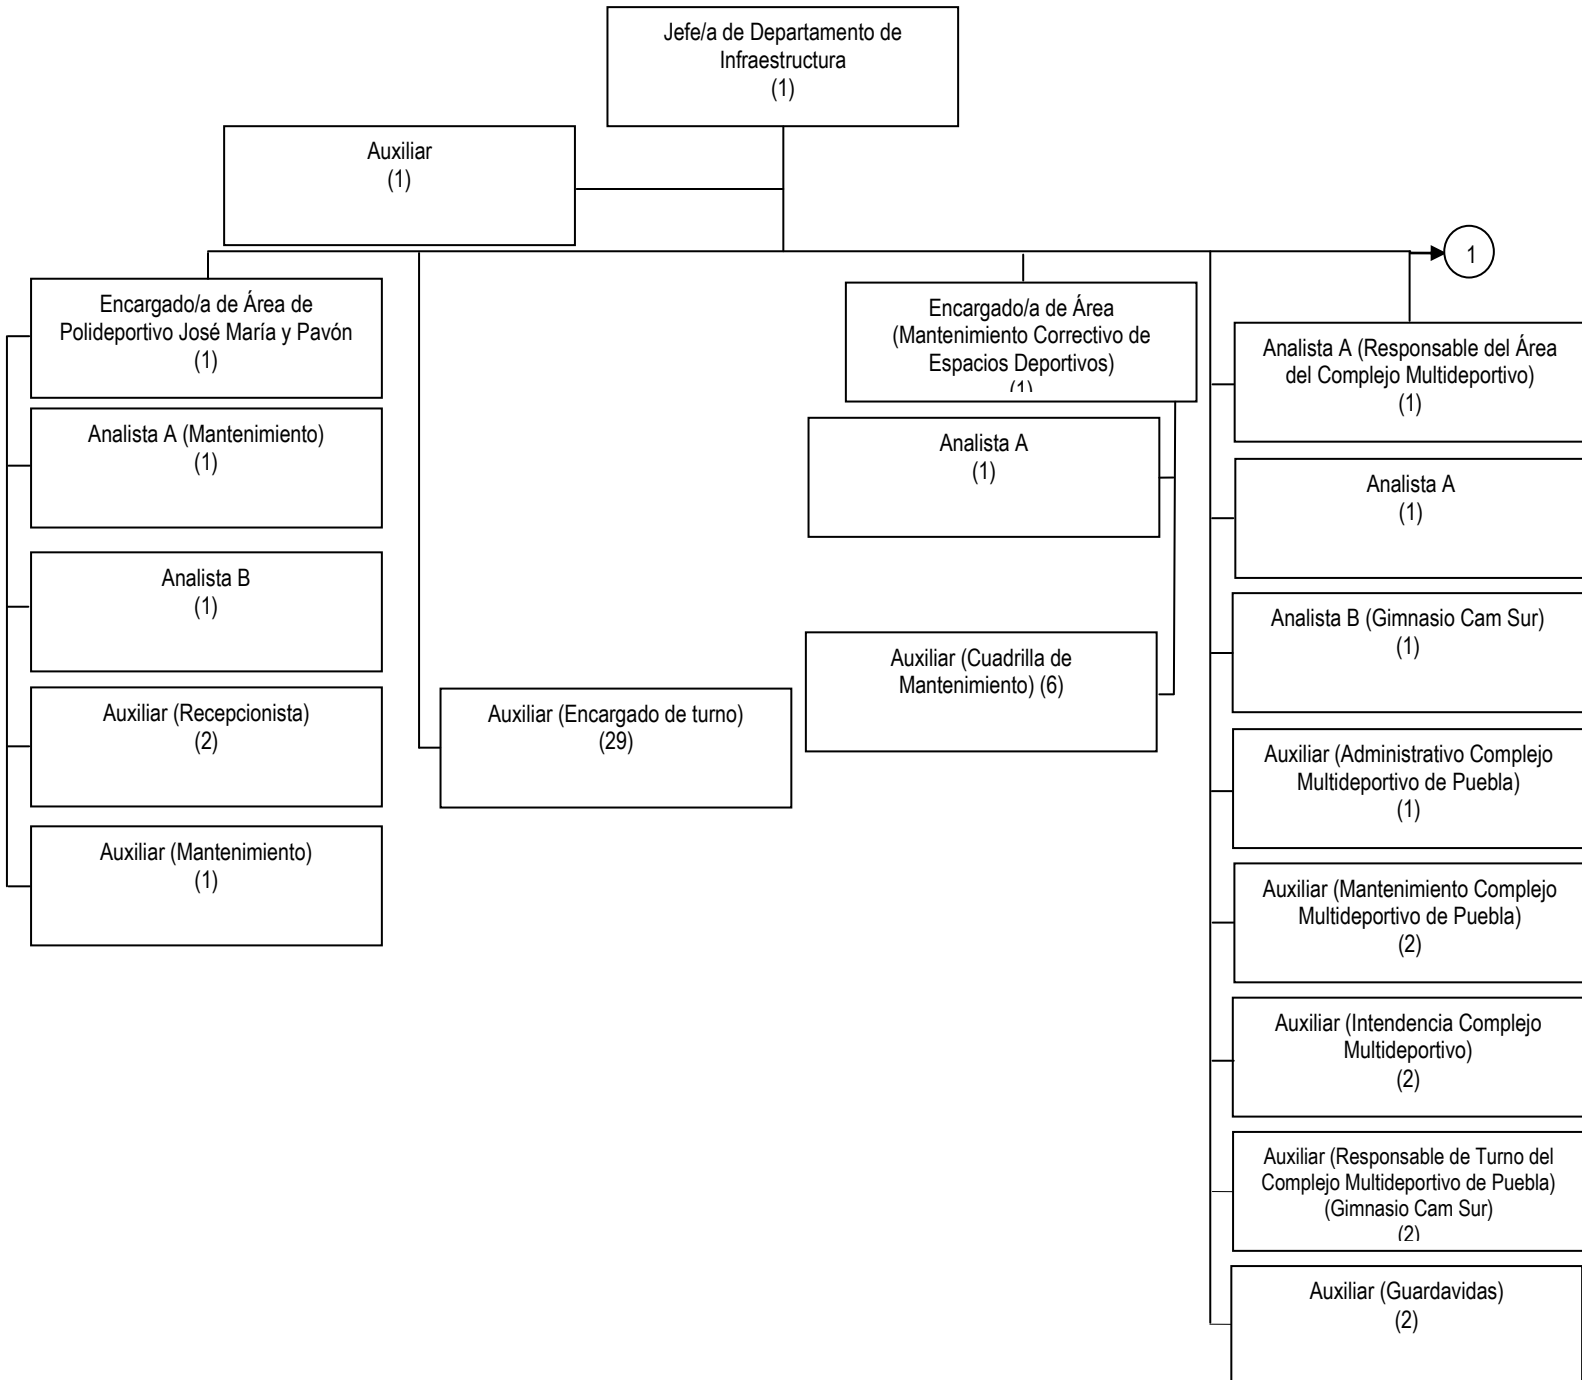 Jefe/a de Departamento de
Infraestructura
(1)
Auxiliar
(1)
1
Encargado/a de Área de
Polideportivo José María y Pavón
(1)
Analista A (Mantenimiento)
(1)
Analista B
(1)
Auxiliar (Recepcionista)
(2)
Auxiliar (Mantenimiento)
(1)
Auxiliar (Encargado de turno)
(29)
Encargado/a de Área
(Mantenimiento Correctivo de
Espacios Deportivos)
(1)
Analista A
(1)
Auxiliar (Cuadrilla de
Mantenimiento) (6)
Analista A (Responsable del Área
del Complejo Multideportivo)
(1)
Analista A
(1)
Analista B (Gimnasio Cam Sur)
(1)
Auxiliar (Administrativo Complejo
Multideportivo de Puebla)
(1)
Auxiliar (Mantenimiento Complejo
Multideportivo de Puebla)
(2)
Auxiliar (Intendencia Complejo
Multideportivo)
(2)
Auxiliar (Responsable de Turno del
Complejo Multideportivo de Puebla)
(Gimnasio Cam Sur)
(2)
Auxiliar (Guardavidas)
(2)